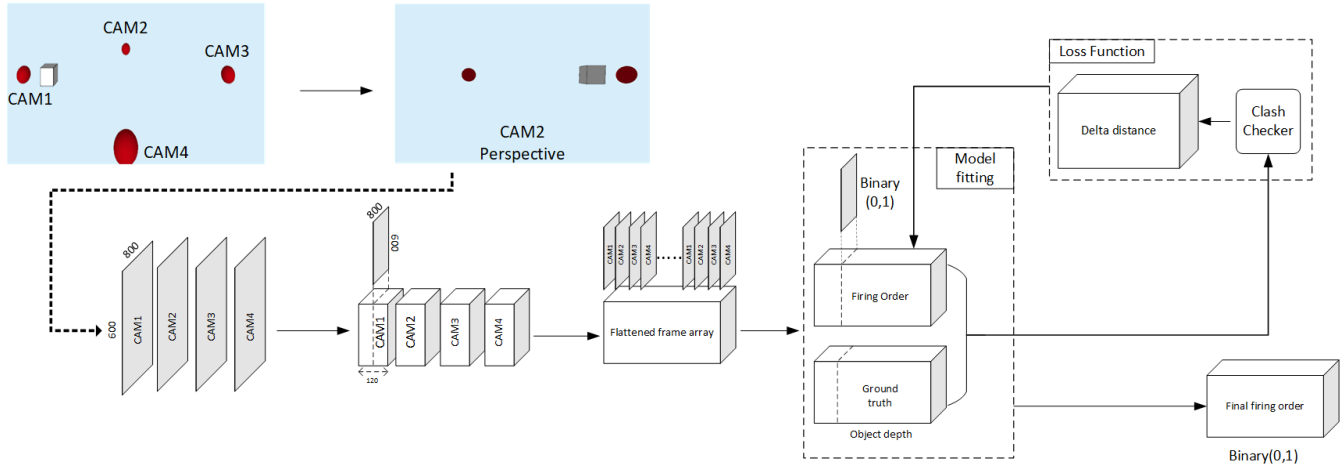 CAM2
CAM3
CAM1
CAM4
CAM2
Perspective
800
600
CAM1
CAM2
CAM3
CAM4
800
600
CAM1
CAM2
CAM3
CAM4
120
CAM1
CAM2
CAM3
CAM4
.....
CAM1
CAM2
CAM3
CAM4
Flattened frame array
Model
fitting
Binary
(0,1)
Firing Order
Ground
truth
Object depth
Loss Function
Delta distance
Clash
Checker
Final firing order
Binary(0,1)